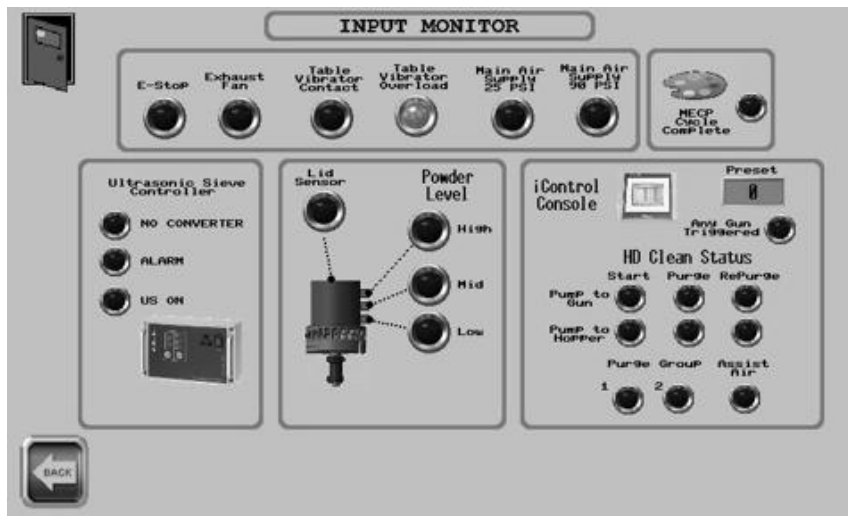 INPUT MONITOR
E-Stop
Exhaust
Fan
Table
Vibrator
Contact
Table
Vibrator
Overload
Main Air
Supply
25 PSI
Main Air
Supply
90 PSI
NECP
Cycle
Complete
Ultrasonic Sieve
Controller
NO CONVERTER
ALARM
US ON
Lid
Sensor
Powder
Level
High
Mid
Low
iControl
Console
Preset
0
Any Gun
Triggered
HD Clean Status
Start Purge RePurge
Pump to
Gun
Pump to
Hopper
Purge Group
1 2
Assist
Air
BACK